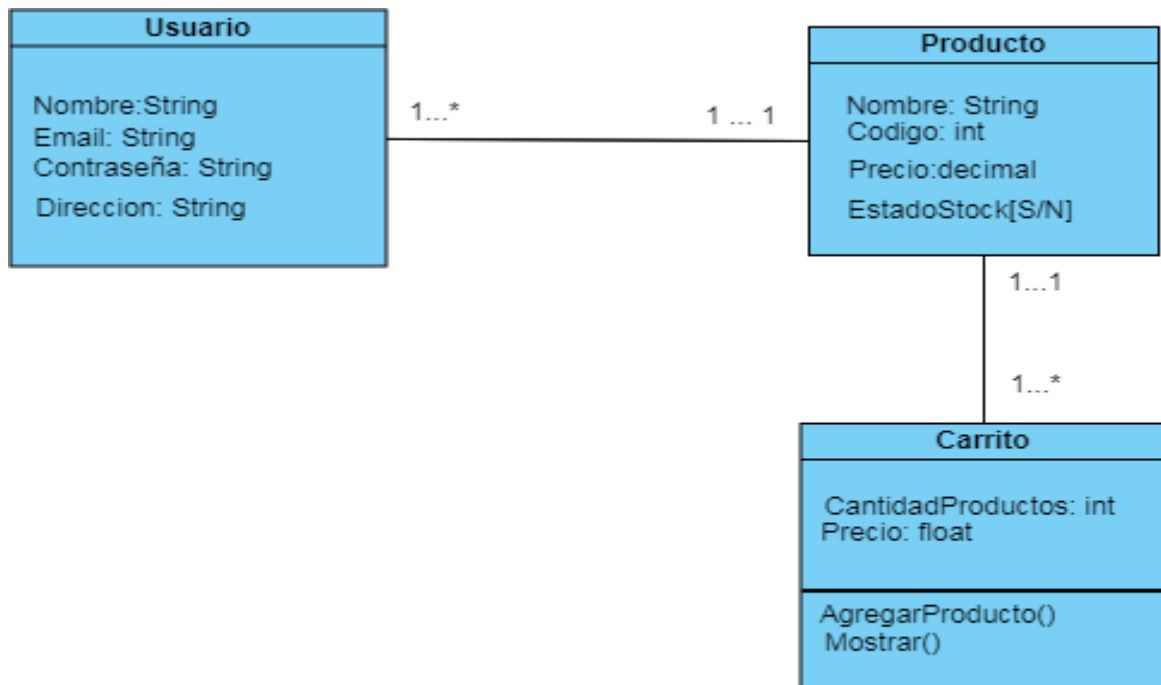 Usuario
Nombre:String
Email: String
Contraseña: String
Direccion: String
1...*
1 ... 1
Producto
Nombre: String
Codigo: int
Precio:decimal
EstadoStock[S/N]
1...1
1...*
Carrito
CantidadProductos: int
Precio: float
AgregarProducto()
Mostrar()